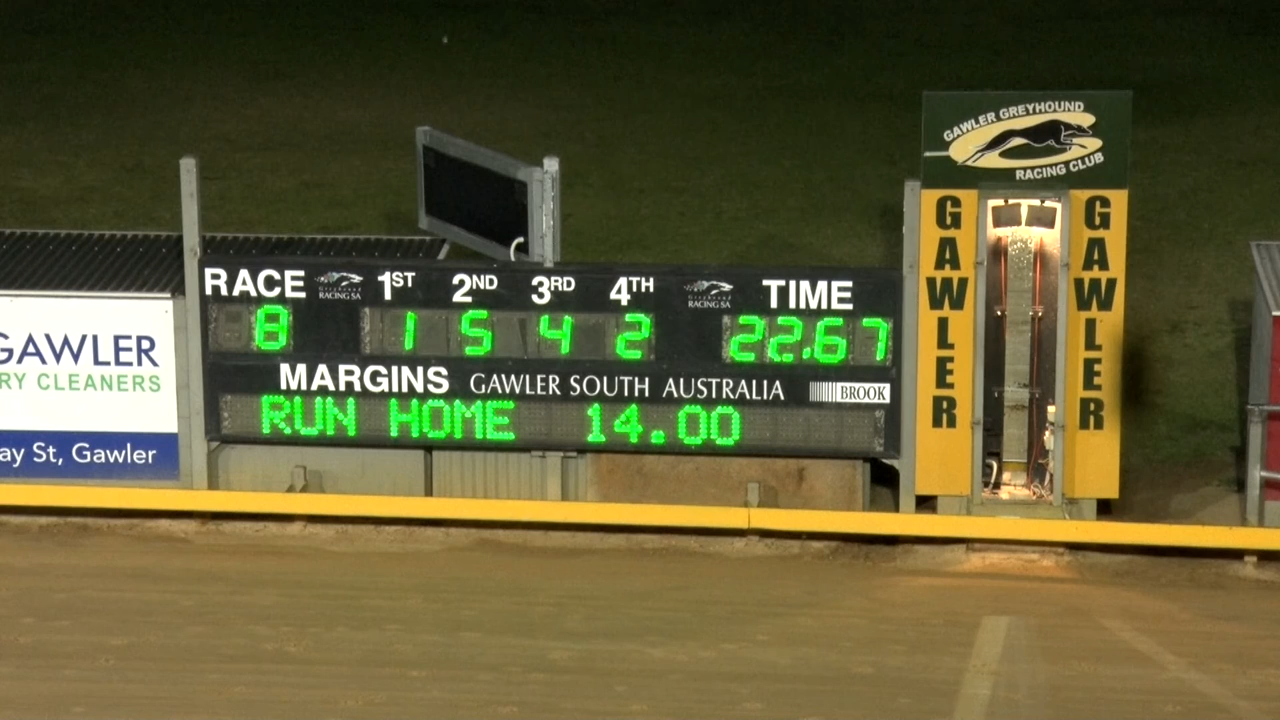 GAWLER GREYHOUND
RACING CLUB
GAWLER
GAWLER
RACE
Greyhound
RACING SA
1ST
2ND
3RD
4TH
Greyhound
RACING SA
TIME
8
1
5
4
2
22.67
MARGINS
GAWLER SOUTH AUSTRALIA
BROOK
RUN HOME 14.00
GAWLER
RY CLEANERS
ay St, Gawler